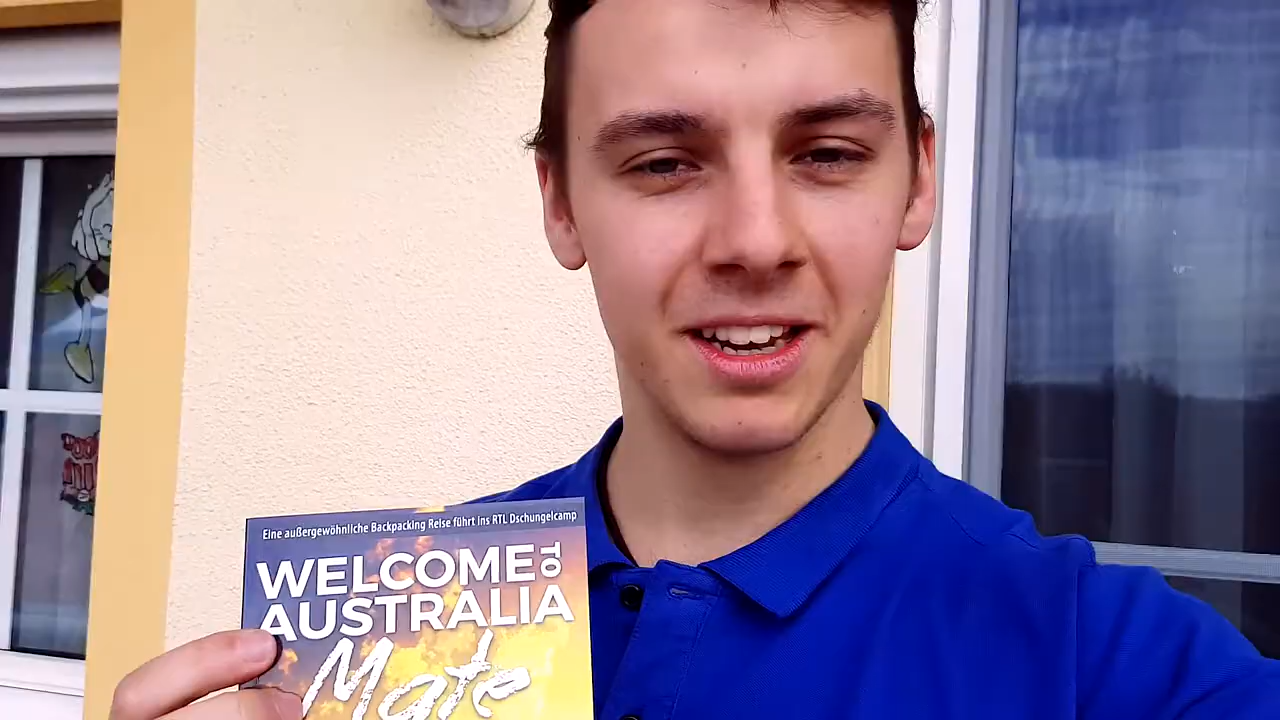 Eine außergewöhnliche Backpacking Reise führt ins RTL Dschungelcamp
WELCOME TO
AUSTRALIA
Mate